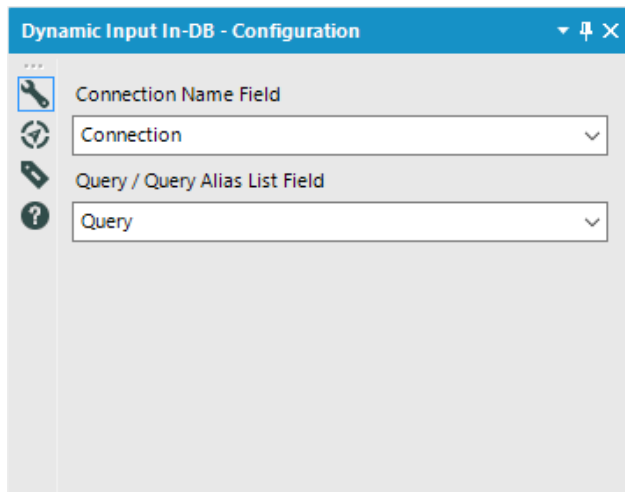 Dynamic Input In-DB - Configuration
Connection Name Field
Connection
Query / Query Alias List Field
Query